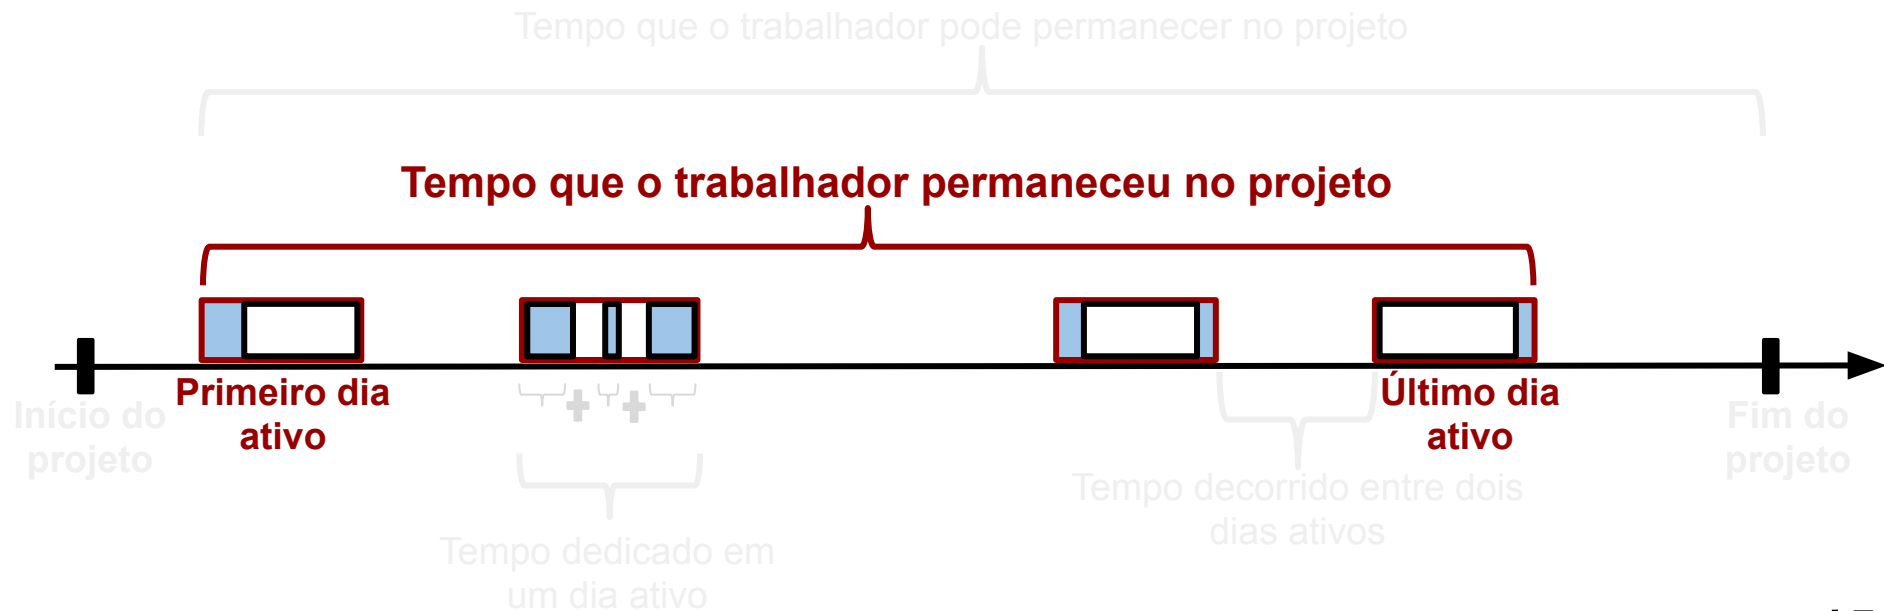 Tempo que o trabalhador pode permanecer no projeto
Tempo que o trabalhador permaneceu no projeto
Início do
projeto
Primeiro dia
ativo
Último dia
ativo
Fim do
projeto
Tempo decorrido entre dois
dias ativos
Tempo dedicado em
um dia ativo